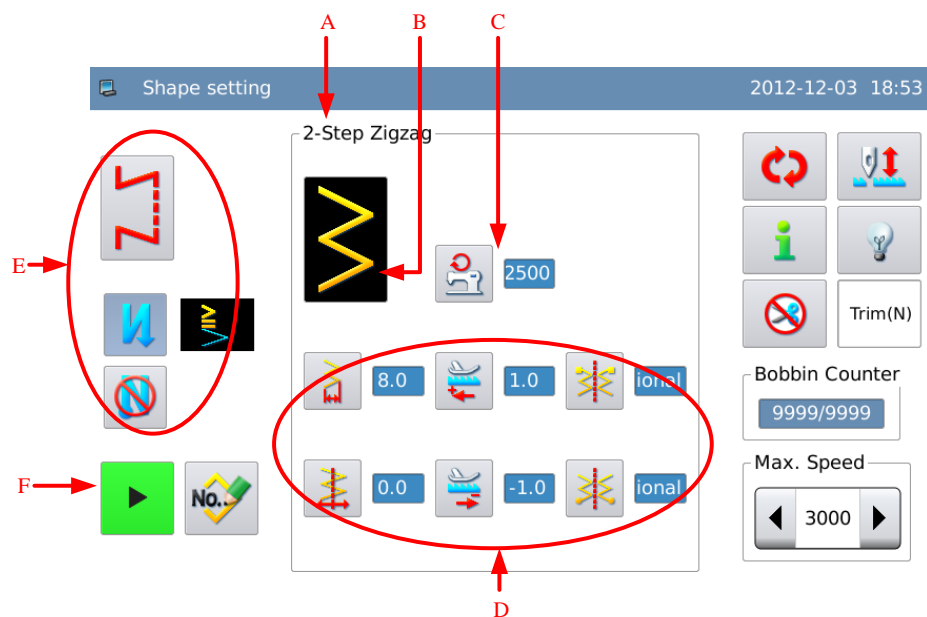 A B C
Shape setting 2012-12-03 18:53
2-Step Zigzag
E
2500
Trim(N)
8.0 1.0 ional
Bobbin Counter
9999/9999
Max. Speed
F
No.
0.0 -1.0 ional
3000
D